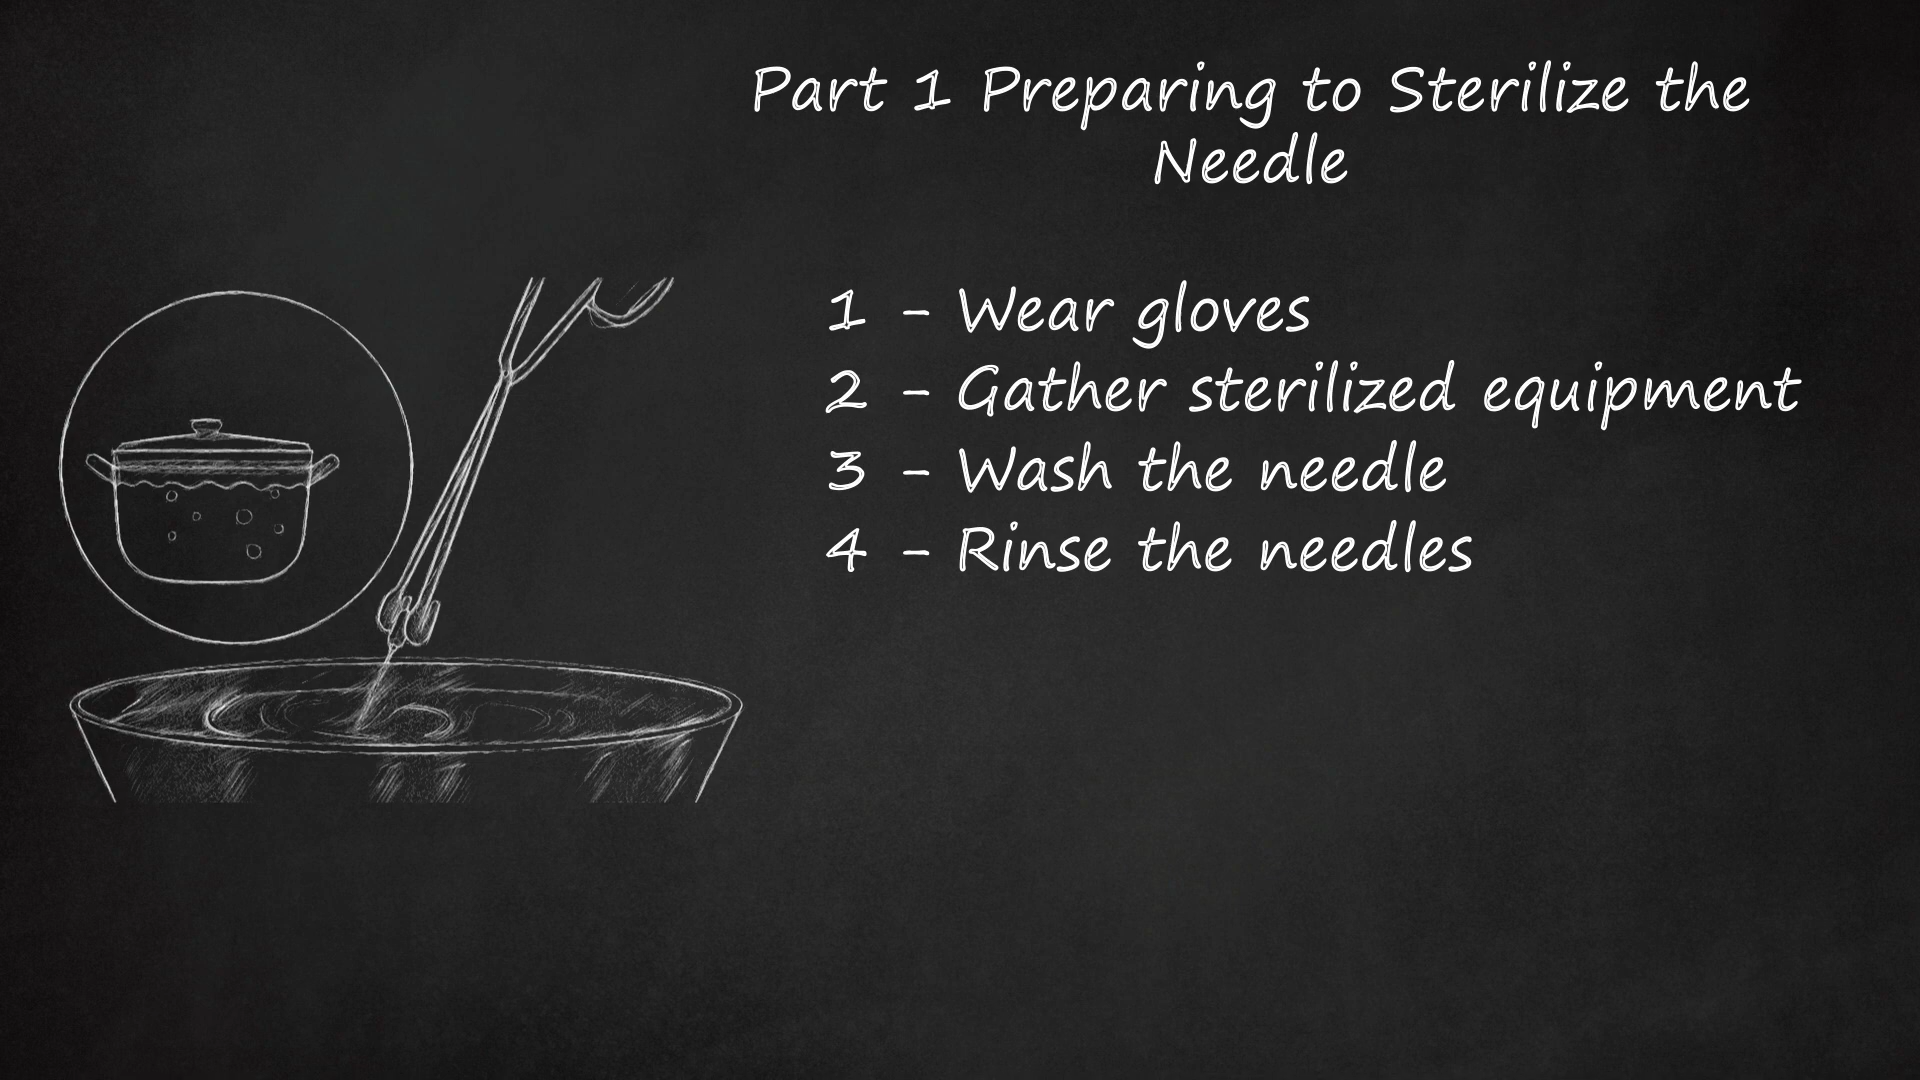 Part 1 Preparing to Sterilize the
Needle
1 - Wear gloves
2 - Gather sterilized equipment
3 - Wash the needle
4 - Rinse the needles